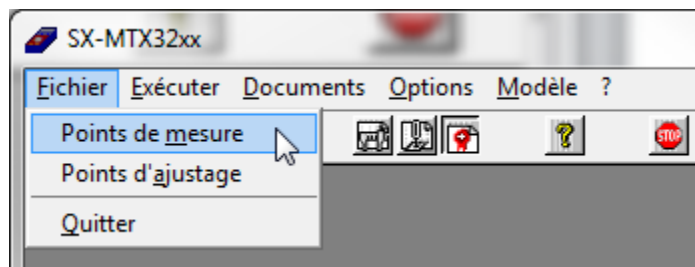 SX-MTX32xx
Fichier Exécuter Documents Options Modèle ?
Points de mesure
Points d'ajustage
Quitter
?
STOP